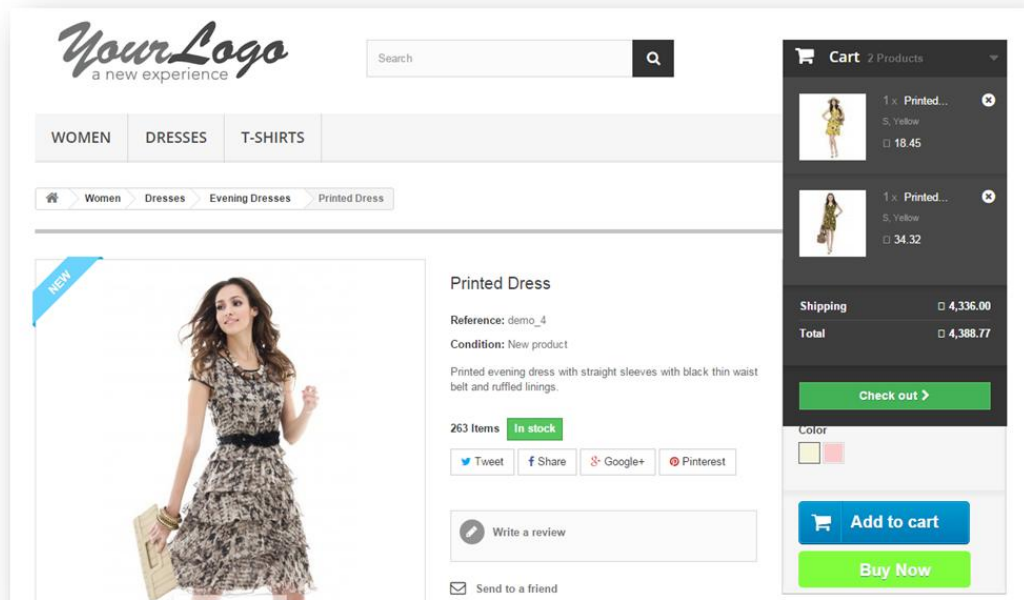 YourLogo
a new experience
Search
Cart 2 Products
1 x Printed...
S, Yellow
18.45
1 x Printed...
S, Yellow
34.32
Shipping 4,336.00
Total 4,388.77
Check out
WOMEN DRESSES T-SHIRTS
Women Dresses Evening Dresses Printed Dress
NEW
Printed Dress
Reference: demo_4
Condition: New product
Printed evening dress with straight sleeves with black thin waist
belt and ruffled linings.
263 Items In stock
Tweet Share Google+ Pinterest
Write a review
Send to a friend
Color
Add to cart
Buy Now